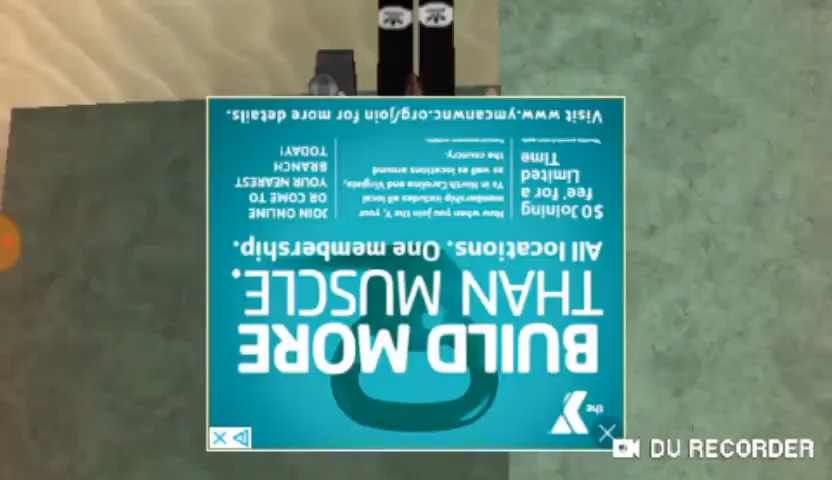 the Y
BUILD MORE
THAN MUSCLE.
All locations. One membership.
$0 Joining
fee* for a
Limited
Time
Now when you join the Y, your
membership includes all local
Ys in North Carolina and Virginia,
as well as locations around
the country.
JOIN ONLINE
OR COME TO
YOUR NEAREST
BRANCH
TODAY!
Visit www.ymcanwnc.org/join for more details.
DU RECORDER